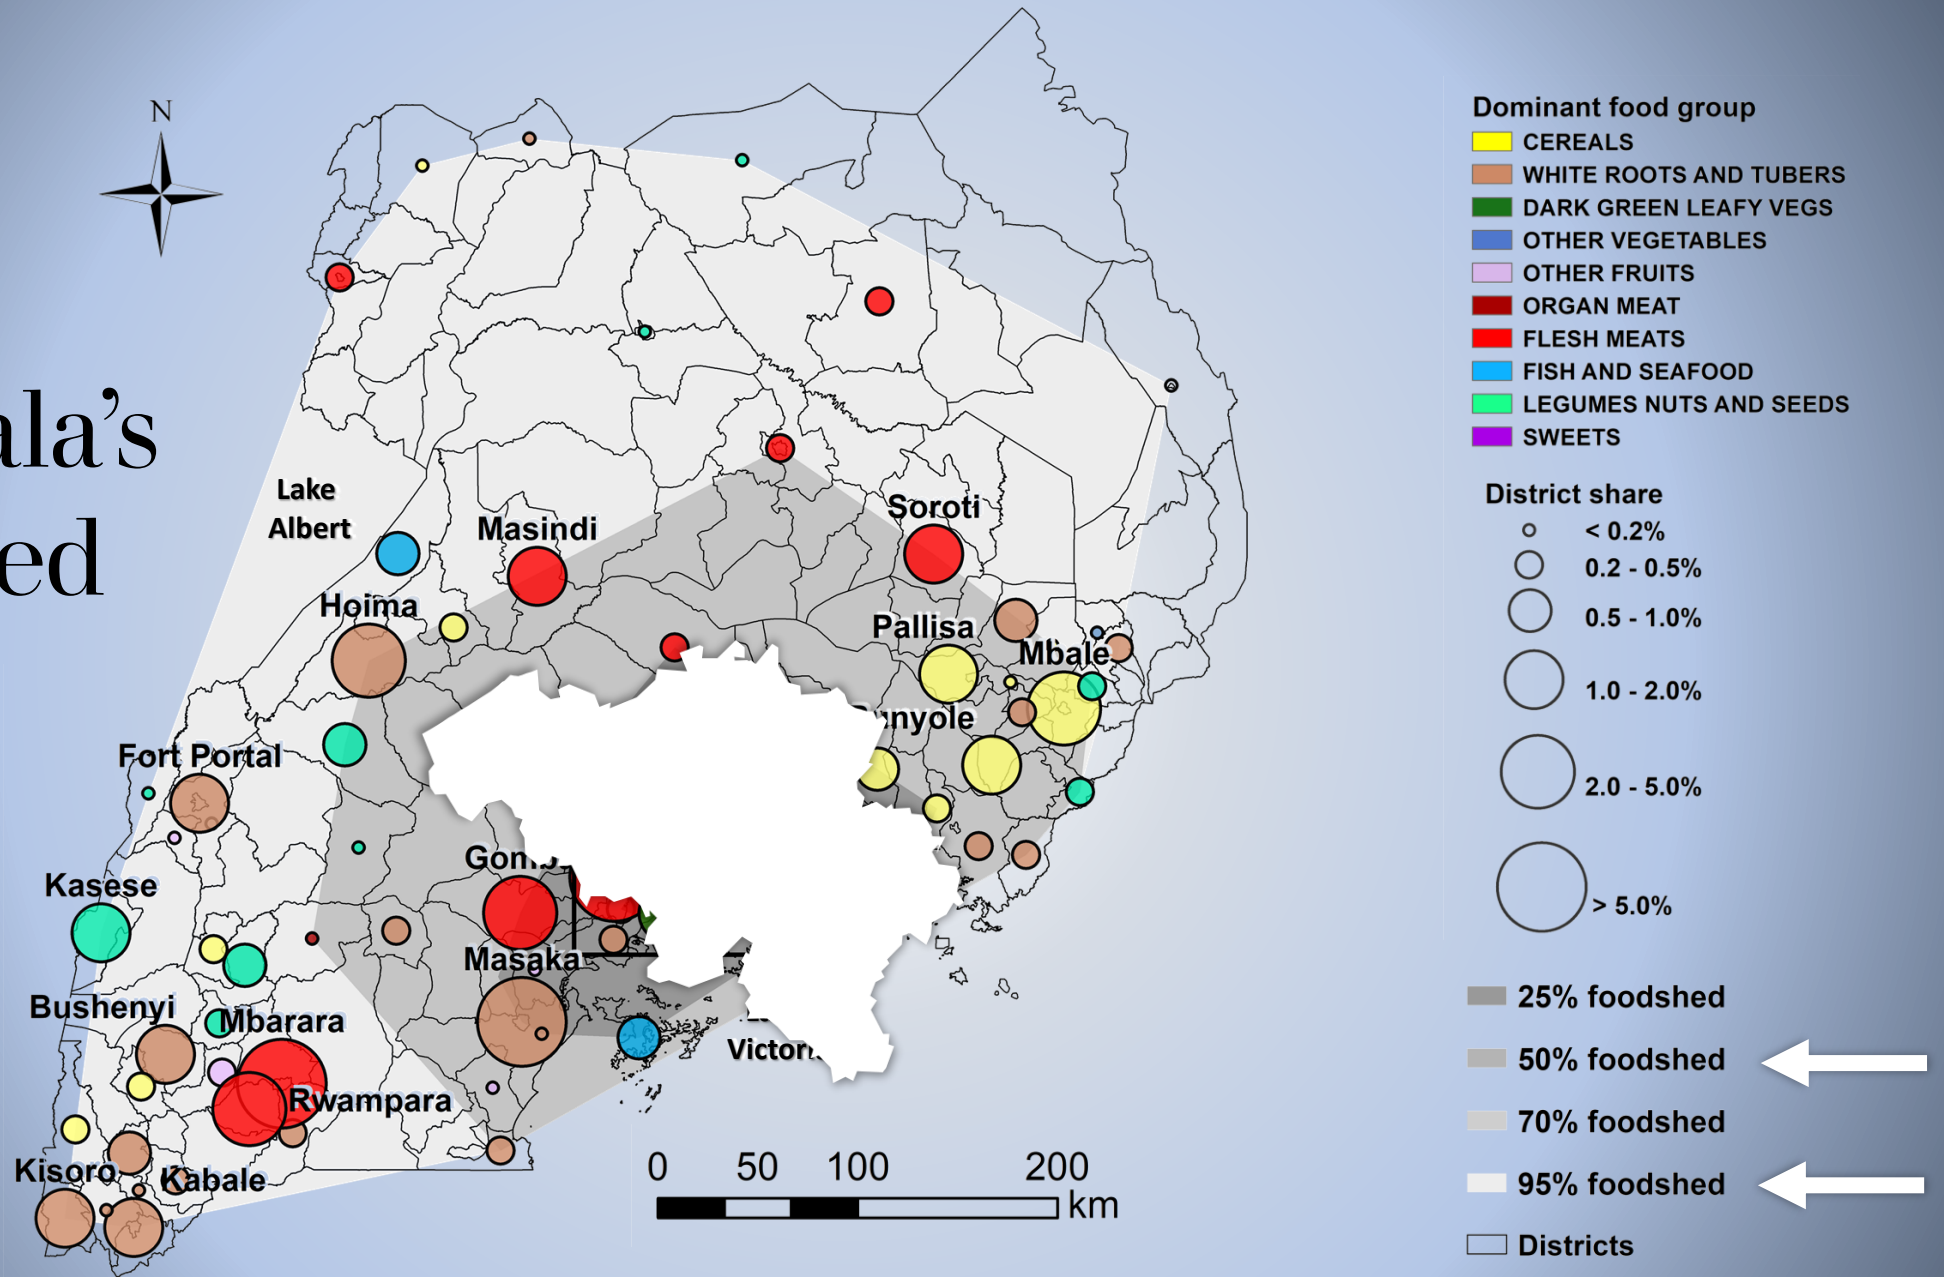 N
ala’s
ed
Lake
Albert
Masindi
Soroti
Hoima
Pallisa
Mbale
unyole
Fort Portal
Gom
Kasese
Masaka
Bushenyi
Mbarara
Victor
Rwampara
Kisoro
Kabale
0 50 100 200
km
Dominant food group
CEREALS
WHITE ROOTS AND TUBERS
DARK GREEN LEAFY VEGS
OTHER VEGETABLES
OTHER FRUITS
ORGAN MEAT
FLESH MEATS
FISH AND SEAFOOD
LEGUMES NUTS AND SEEDS
SWEETS
District share
< 0.2%
0.2 - 0.5%
0.5 - 1.0%
1.0 - 2.0%
2.0 - 5.0%
> 5.0%
25% foodshed
50% foodshed
70% foodshed
95% foodshed
Districts